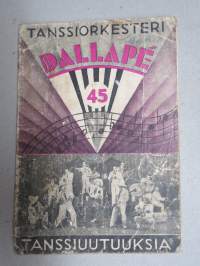 TANSSIORKESTERI
DALLAPÉ
45
TANSSIUUTUUKSIA